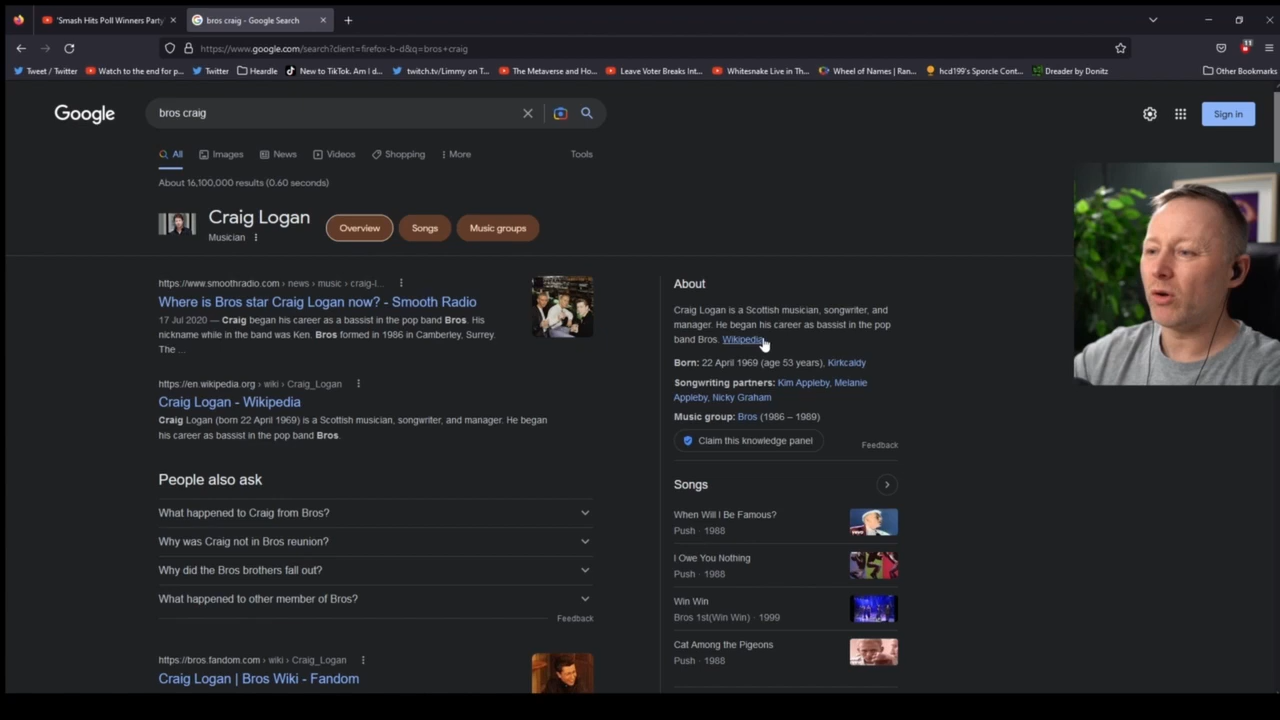 'Smash Hits Poll Winners Party'
bros craig - Google Search
https://www.google.com/search?client=firefox-b-d&q=bros+craig
11
Tweet / Twitter
Watch to the end for p...
Twitter
Heardle
New to TikTok. Am I d...
twitch.tv/Limmy on T...
The Metaverse and Ho...
Leave Voter Breaks Int...
Whitesnake Live in Th...
Wheel of Names | Ran...
hcd199's Sporcle Cont...
Dreader by Donitz
Other Bookmarks
Google
bros craig
Sign in
All
Images
News
Videos
Shopping
More
Tools
About 16,100,000 results (0.60 seconds)
Craig Logan
Musician
Overview
Songs
Music groups
https://www.smoothradio.com › news › music › craig-l...
Where is Bros star Craig Logan now? - Smooth Radio
17 Jul 2020 — Craig began his career as a bassist in the pop band Bros. His
nickname while in the band was Ken. Bros formed in 1986 in Camberley, Surrey.
The ...
https://en.wikipedia.org › wiki › Craig_Logan
Craig Logan - Wikipedia
Craig Logan (born 22 April 1969) is a Scottish musician, songwriter, and manager. He began
his career as bassist in the pop band Bros.
People also ask
What happened to Craig from Bros?
Why was Craig not in Bros reunion?
Why did the Bros brothers fall out?
What happened to other member of Bros?
Feedback
https://bros.fandom.com › wiki › Craig_Logan
Craig Logan | Bros Wiki - Fandom
About
Craig Logan is a Scottish musician, songwriter, and
manager. He began his career as bassist in the pop
band Bros. Wikipedia
Born: 22 April 1969 (age 53 years), Kirkcaldy
Songwriting partners: Kim Appleby, Melanie
Appleby, Nicky Graham
Music group: Bros (1986 – 1989)
Claim this knowledge panel
Feedback
Songs
When Will I Be Famous?
Push · 1988
I Owe You Nothing
Push · 1988
Win Win
Bros 1st(Win Win) · 1999
Cat Among the Pigeons
Push · 1988